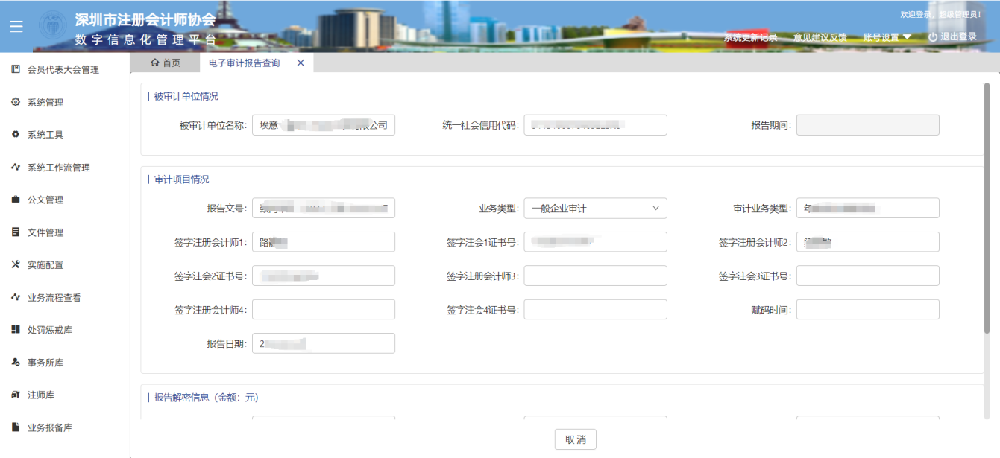 深圳市注册会计师协会
数字信息化管理平台
欢迎登录，超级管理员！
系统更新记录 意见建议反馈 账号设置 退出登录
首页 电子审计报告查询
会员代表大会管理
系统管理
系统工具
系统工作流管理
公文管理
文件管理
实施配置
业务流程查看
处罚惩戒库
事务所库
注师库
业务报备库
被审计单位情况
被审计单位名称： 埃意 限公司 统一社会信用代码： 报告期间：
审计项目情况
报告文号： 业务类型： 一般企业审计 审计业务类型： 年
签字注册会计师1： 路 签字注会1证书号： 签字注册会计师2：
签字注会2证书号： 签字注册会计师3： 签字注会3证书号：
签字注册会计师4： 签字注会4证书号： 赋码时间：
报告日期： 2
报告解密信息（金额：元）
取 消